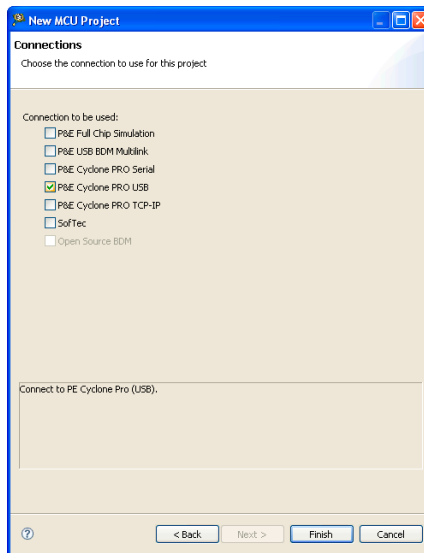 New MCU Project
Connections
Choose the connection to use for this project
Connection to be used:
P&E Full Chip Simulation
P&E USB BDM Multilink
P&E Cyclone PRO Serial
P&E Cyclone PRO USB
P&E Cyclone PRO TCP-IP
SofTec
Open Source BDM
Connect to PE Cyclone Pro (USB).
? < Back Next > Finish Cancel